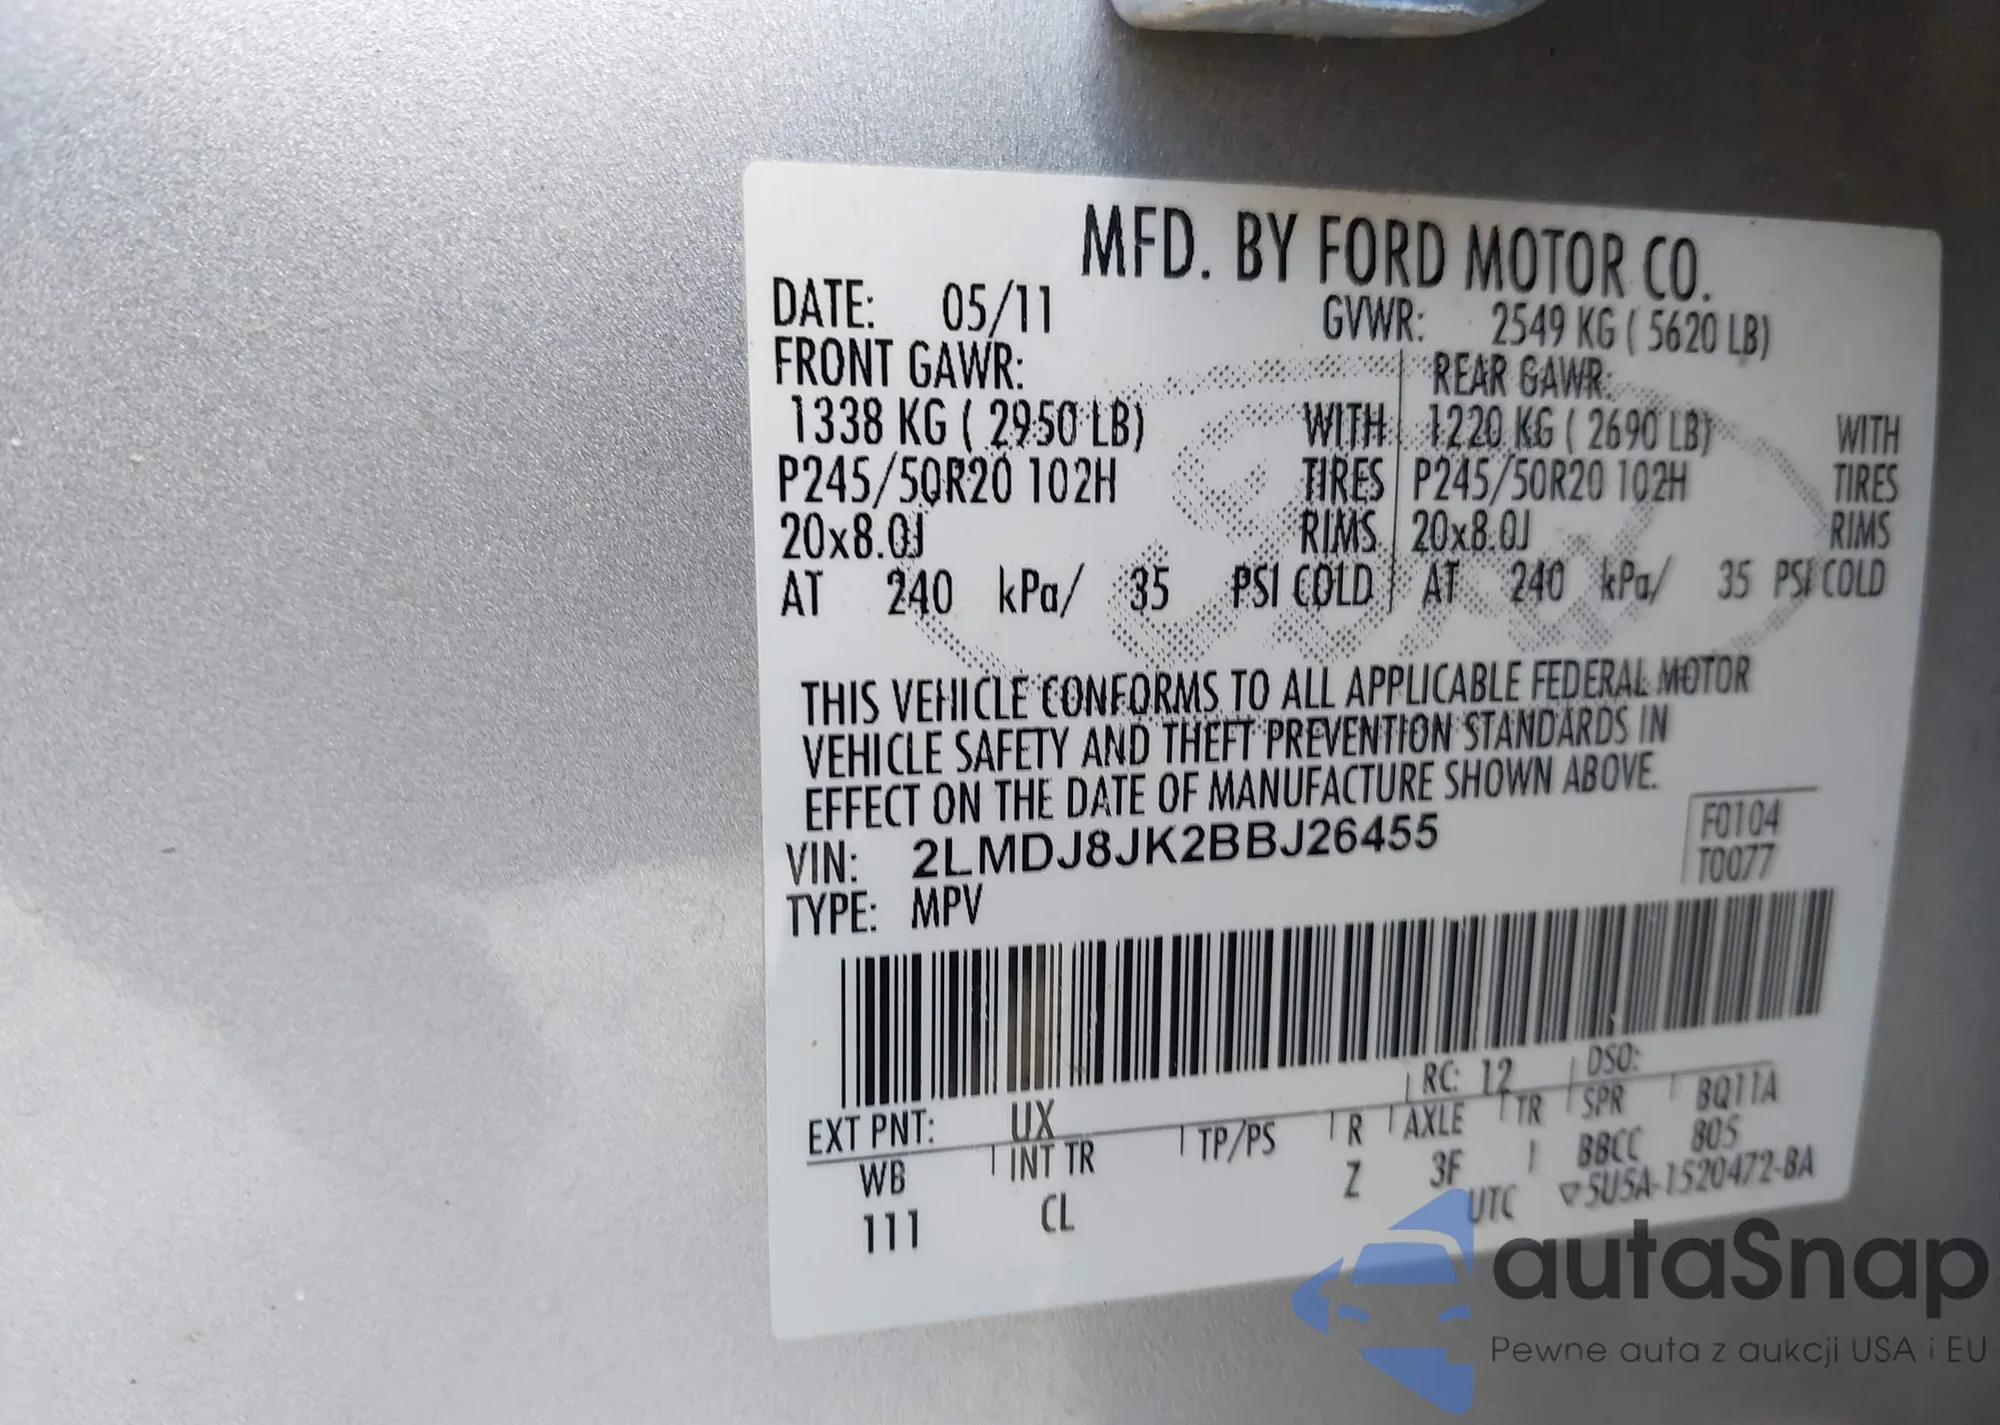 MFD. BY FORD MOTOR CO.
DATE: 05/11 GVWR: 2549 KG ( 5620 LB)
FRONT GAWR: REAR GAWR:
1338 KG ( 2950 LB) WITH 1220 KG ( 2690 LB) WITH
P245/50R20 102H TIRES P245/50R20 102H TIRES
20x8.0J RIMS 20x8.0J RIMS
AT 240 kPa/ 35 PSI COLD AT 240 kPa/ 35 PSI COLD
THIS VEHICLE CONFORMS TO ALL APPLICABLE FEDERAL MOTOR
VEHICLE SAFETY AND THEFT PREVENTION STANDARDS IN
EFFECT ON THE DATE OF MANUFACTURE SHOWN ABOVE.
VIN: 2LMDJ8JK2BBJ26455 F0104
TYPE: MPV T0077
EXT PNT: UX RC: 12 DSO:
WB INT TR TP/PS R AXLE TR SPR BQ11A
111 CL Z 3F I BBCC 805
UTC ▽5U5A-1520472-BA
autaSnap
Pewne auta z aukcji USA i EU